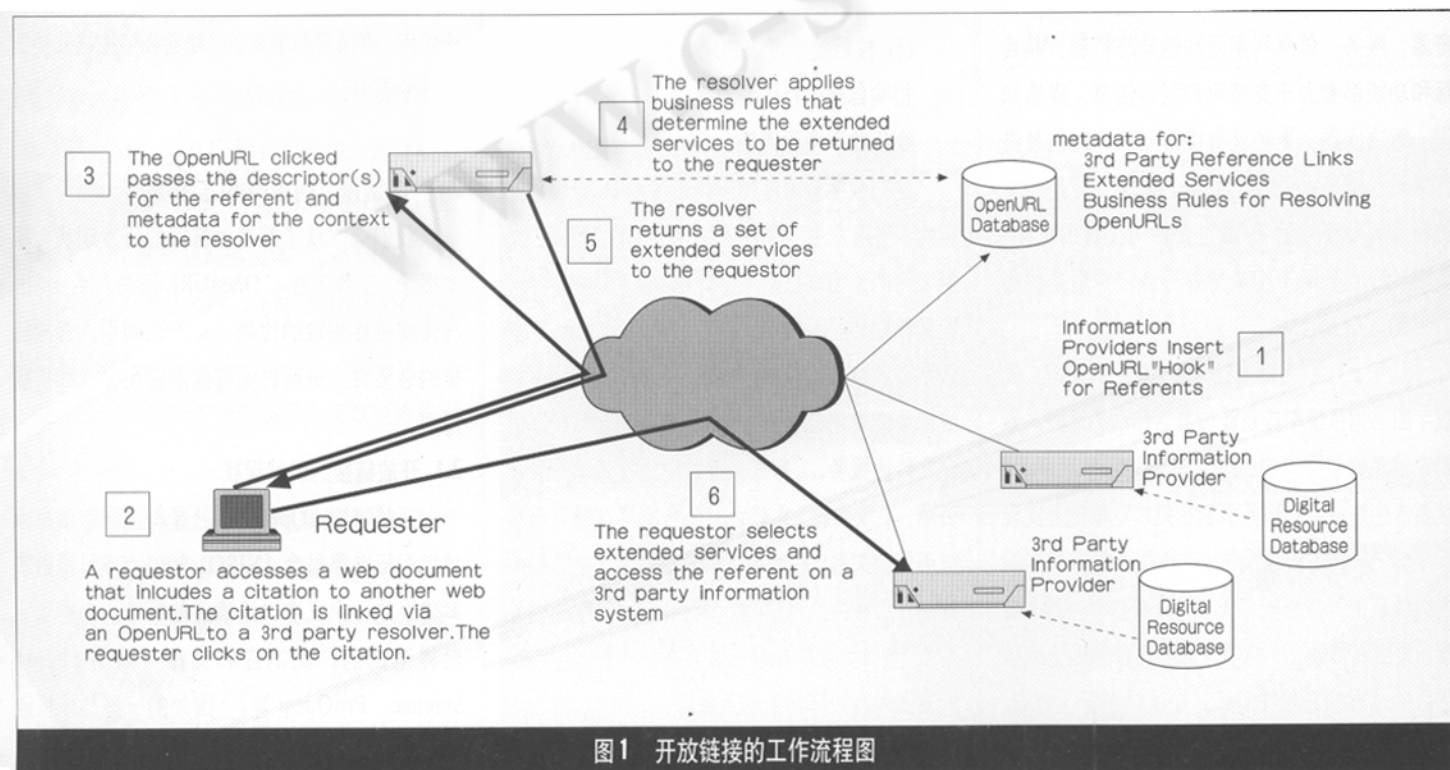 www.c-s
4
The resolver applies
business rules that
determine the extended
services to be returned
to the requester
3
The OpenURL clicked
passes the descriptor(s)
for the referent and
metadata for the context
to the resolver
metadata for:
3rd Party Reference Links
Extended Services
Business Rules for Resolving
OpenURLs
OpenURL
Database
5
The resolver
returns a set of
extended services
to the requestor
Information
Providers Insert
OpenURL"Hook"
for Referents
1
3rd Party
Information
Provider
Digital
Resource
Database
2
Requester
A requestor accesses a web document
that inlcudes a citation to another web
document.The citation is linked via
an OpenURLto a 3rd party resolver.The
requester clicks on the citation.
6
The requestor selects
extended services and
access the referent on a
3rd party information
system
3rd Party
Information
Provider
Digital
Resource
Database
图1 开放链接的工作流程图